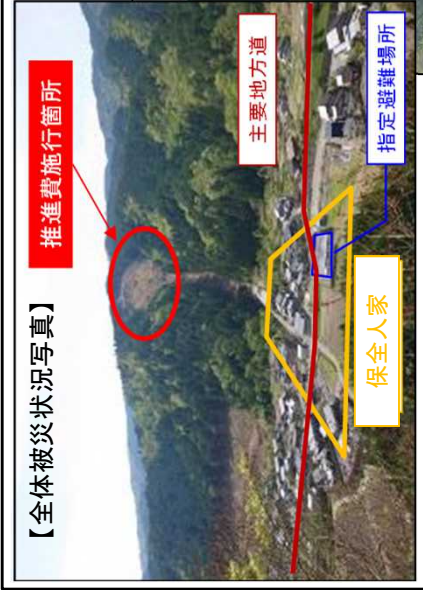 【全体被災状況写真】
推進費施行箇所
主要地方道
指定避難場所
保全人家